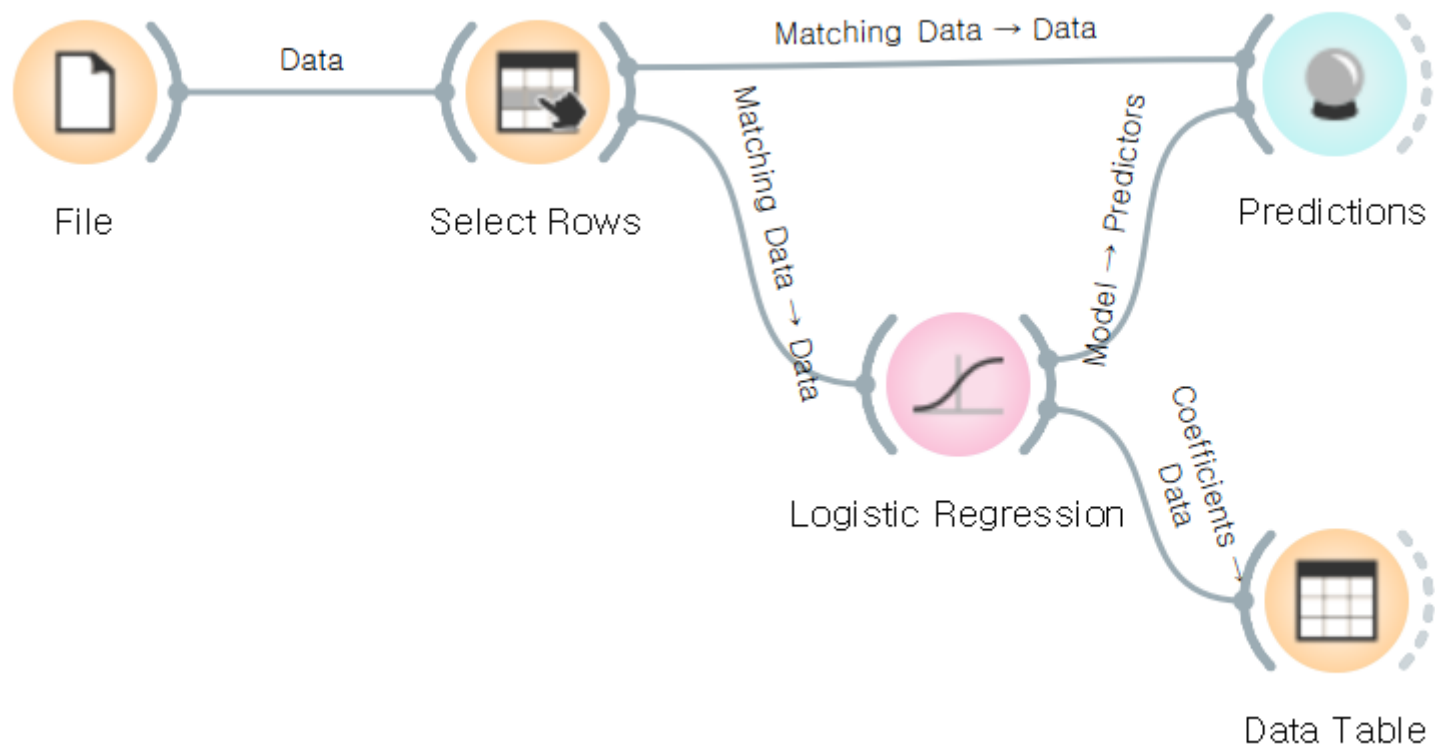 Data
Matching Data → Data
File
Select Rows
Matching Data → Data
Model → Predictors
Predictions
Logistic Regression
Coefficients →
Data
Data Table